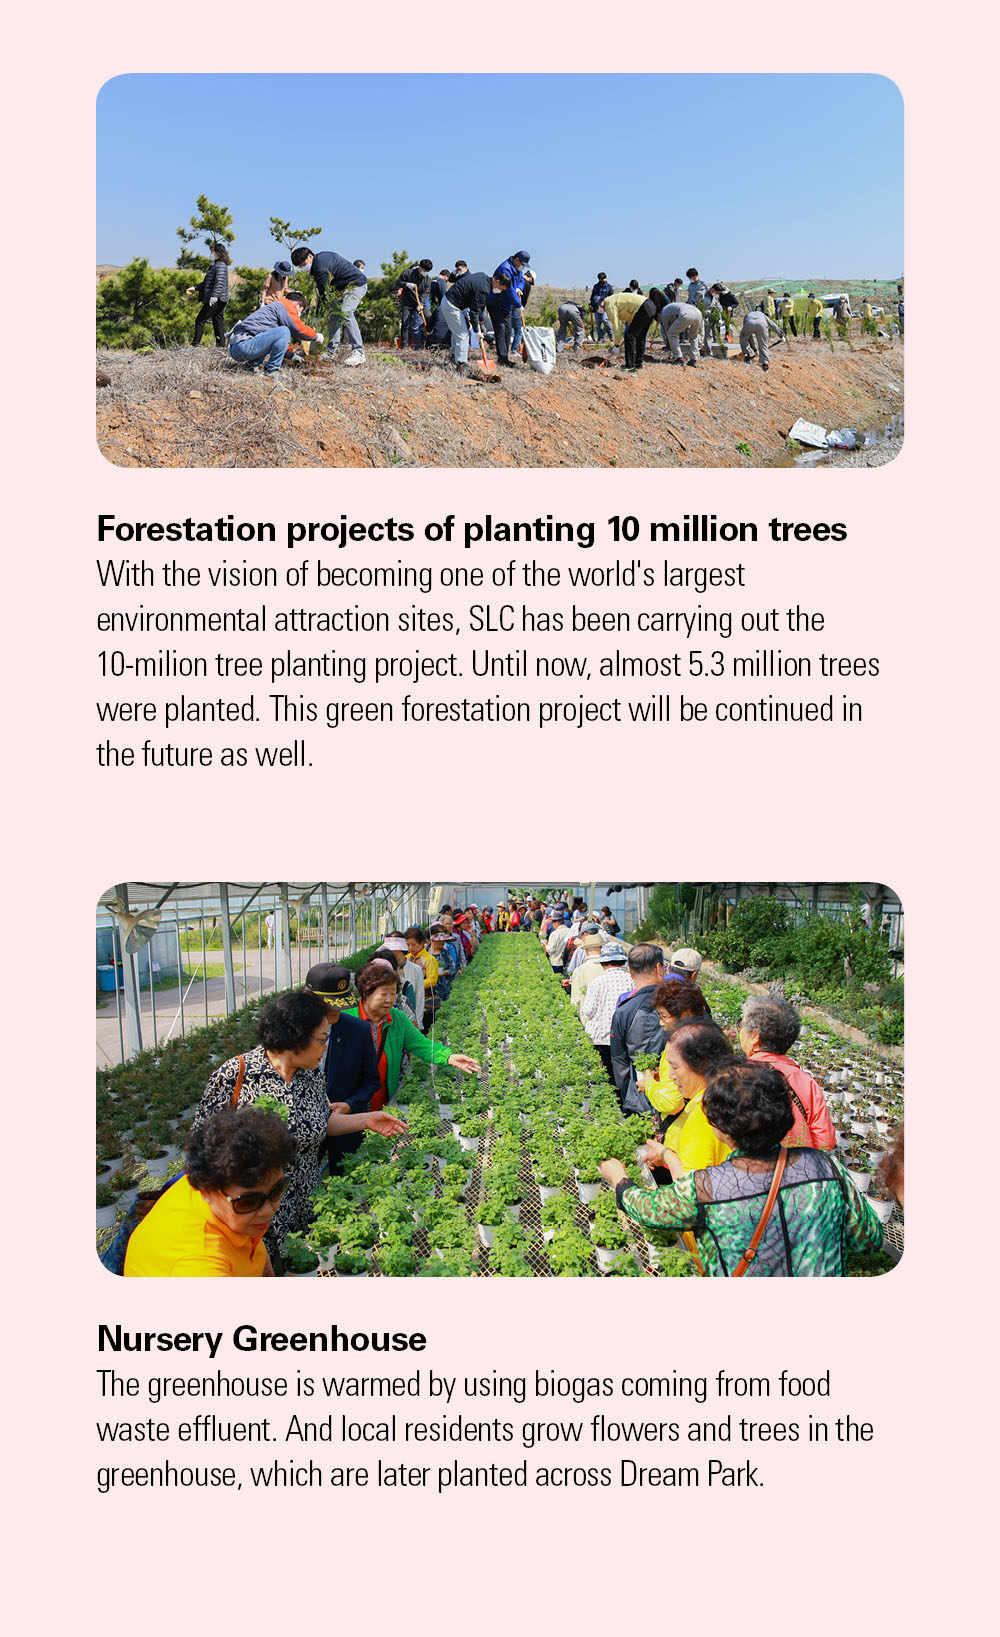 Forestation projects of planting 10 million trees
With the vision of becoming one of the world's largest
environmental attraction sites, SLC has been carrying out the
10-milion tree planting project. Until now, almost 5.3 million trees
were planted. This green forestation project will be continued in
the future as well.
Nursery Greenhouse
The greenhouse is warmed by using biogas coming from food
waste effluent. And local residents grow flowers and trees in the
greenhouse, which are later planted across Dream Park.